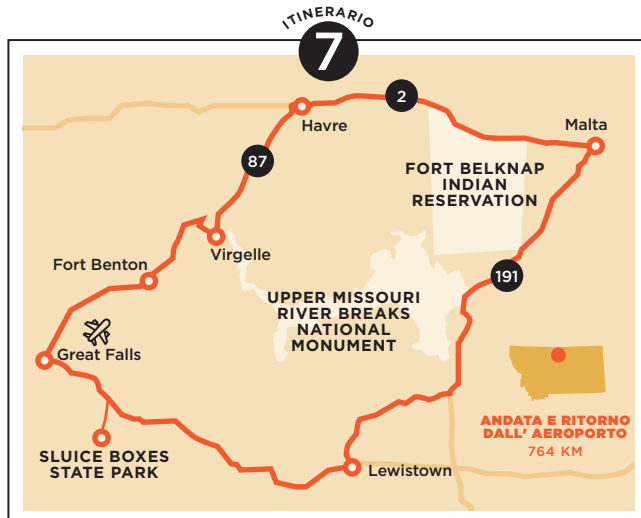 ITINERARIO
7
2
Havre
Malta
87
FORT BELKNAP
INDIAN
RESERVATION
Virgelle
Fort Benton
191
UPPER MISSOURI
RIVER BREAKS
NATIONAL
MONUMENT
Great Falls
ANDATA E RITORNO
DALL' AEROPORTO
764 KM
SLUICE BOXES
STATE PARK
Lewistown